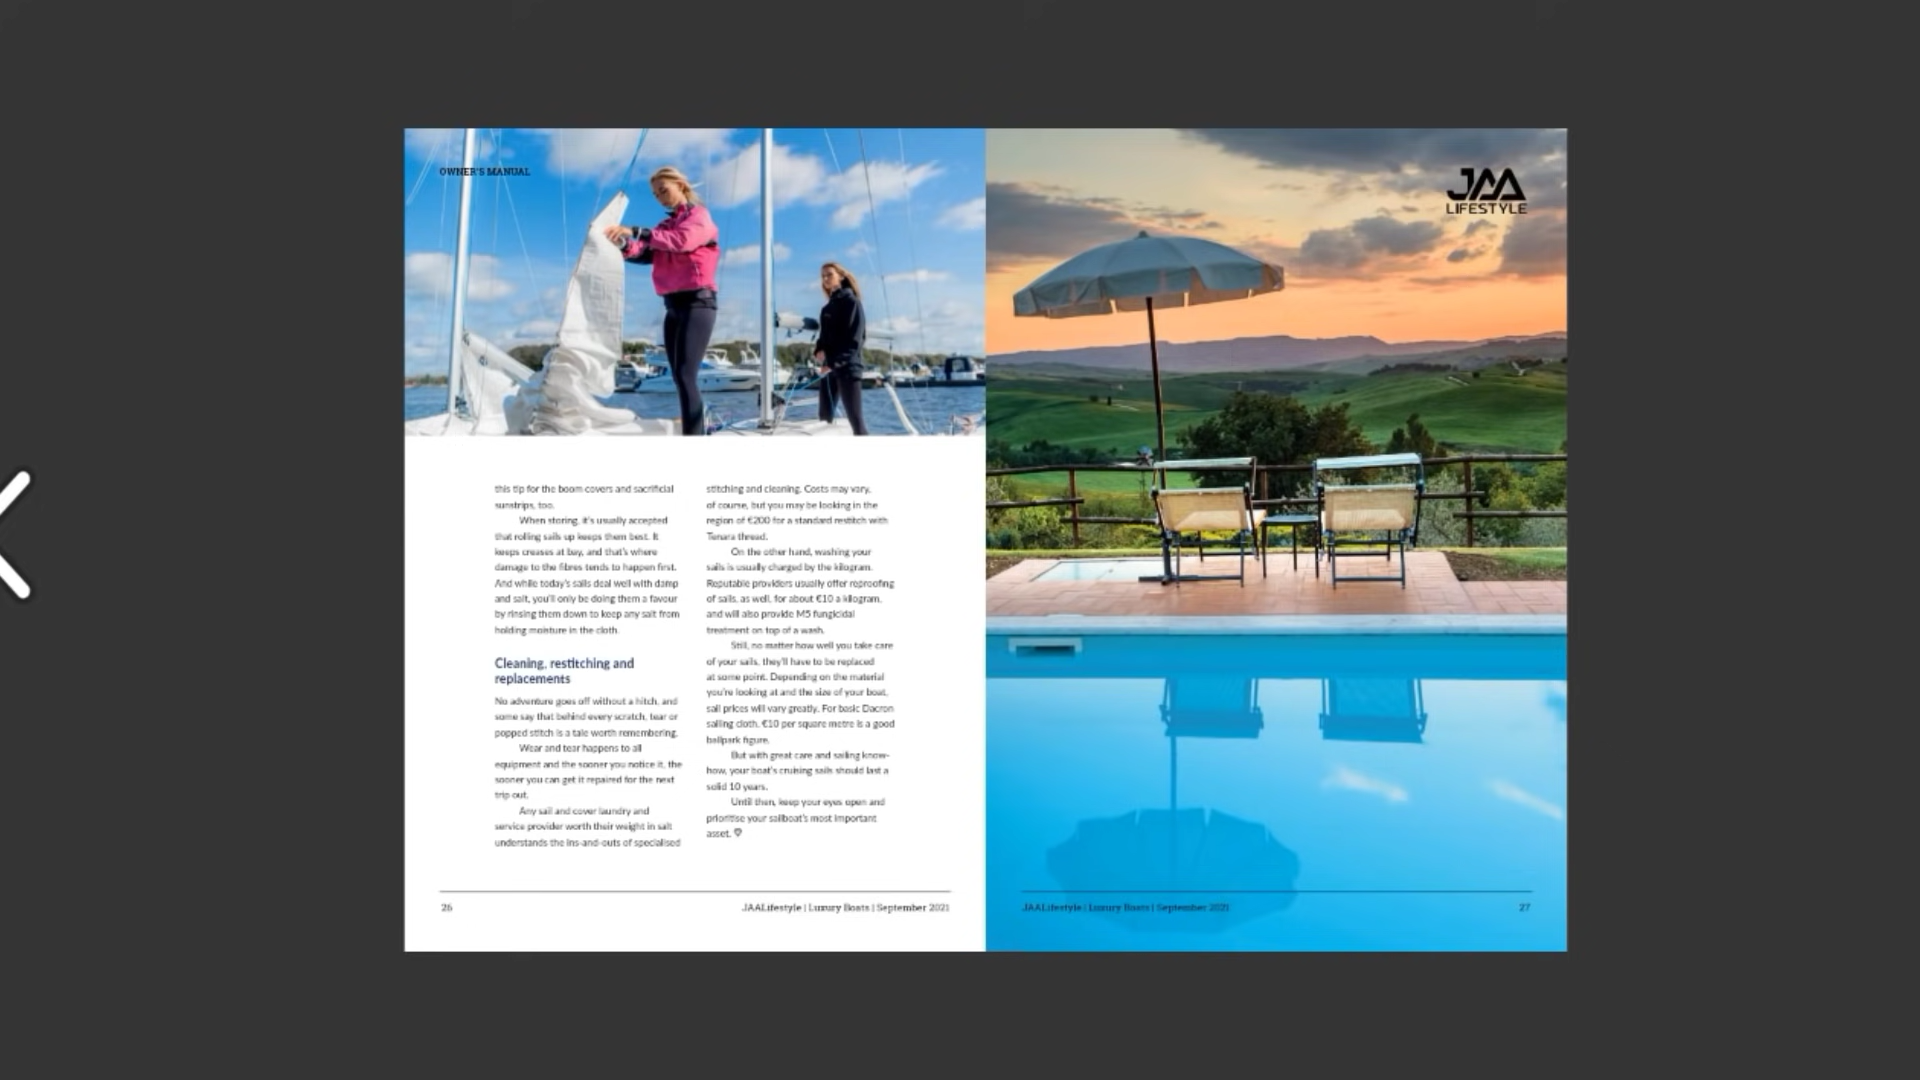 OWNER'S MANUAL
this tip for the boom covers and sacrificial
sunstrips, too.
When storing, it's usually accepted
that rolling sails up keeps them best. It
keeps creases at bay, and that's where
damage to the fibres tends to happen first.
And while today's sails deal well with damp
and salt, you'll only be doing them a favour
by rinsing them down to keep any salt from
holding moisture in the cloth.
Cleaning, restitching and
replacements
No adventure goes off without a hitch, and
some say that behind every scratch, tear or
popped stitch is a tale worth remembering.
Wear and tear happens to all
equipment and the sooner you notice it, the
sooner you can get it repaired for the next
trip out.
Any sail and cover laundry and
service provider worth their weight in salt
understands the ins-and-outs of specialised
stitching and cleaning. Costs may vary,
of course, but you may be looking in the
region of €200 for a standard restitch with
Tenara thread.
On the other hand, washing your
sails is usually charged by the kilogram.
Reputable providers usually offer reproofing
of sails, as well, for about €10 a kilogram,
and will also provide M5 fungicidal
treatment on top of a wash.
Still, no matter how well you take care
of your sails, they'll have to be replaced
at some point. Depending on the material
you're looking at and the size of your boat,
sail prices will vary greatly. For basic Dacron
sailing cloth, €10 per square metre is a good
ballpark figure.
But with great care and sailing know-
how, your boat's cruising sails should last a
solid 10 years.
Until then, keep your eyes open and
prioritise your sailboat's most important
asset.
26
JAALifestyle | Luxury Boats | September 2021
JAA
LIFESTYLE
JAALifestyle | Luxury Boats | September 2021
27